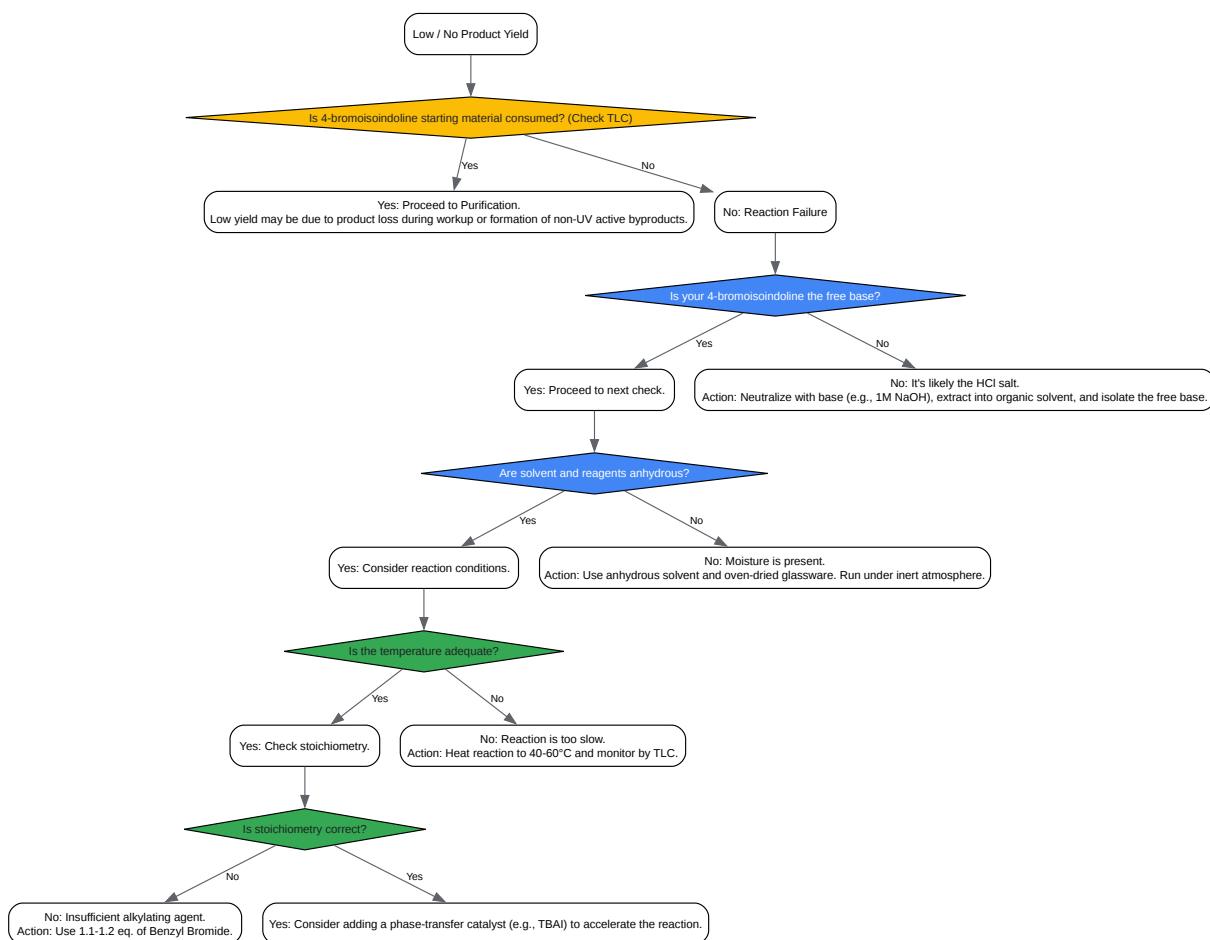 Low / No Product Yield
Is 4-bromoisoindoline starting material consumed? (Check TLC)
Yes
No
Yes: Proceed to Purification.
Low yield may be due to product loss during workup or formation of non-UV active byproducts.
No: Reaction Failure
Is your 4-bromoisoindoline the free base?
Yes
No
Yes: Proceed to next check.
No: It's likely the HCl salt.
Action: Neutralize with base (e.g., 1M NaOH), extract into organic solvent, and isolate the free base.
Are solvent and reagents anhydrous?
Yes
No
Yes: Consider reaction conditions.
No: Moisture is present.
Action: Use anhydrous solvent and oven-dried glassware. Run under inert atmosphere.
Is the temperature adequate?
Yes
No
Yes: Check stoichiometry.
No: Reaction is too slow.
Action: Heat reaction to 40-60°C and monitor by TLC.
Is stoichiometry correct?
No
Yes
No: Insufficient alkylating agent.
Action: Use 1.1-1.2 eq. of Benzyl Bromide.
Yes: Consider adding a phase-transfer catalyst (e.g., TBAI) to accelerate the reaction.